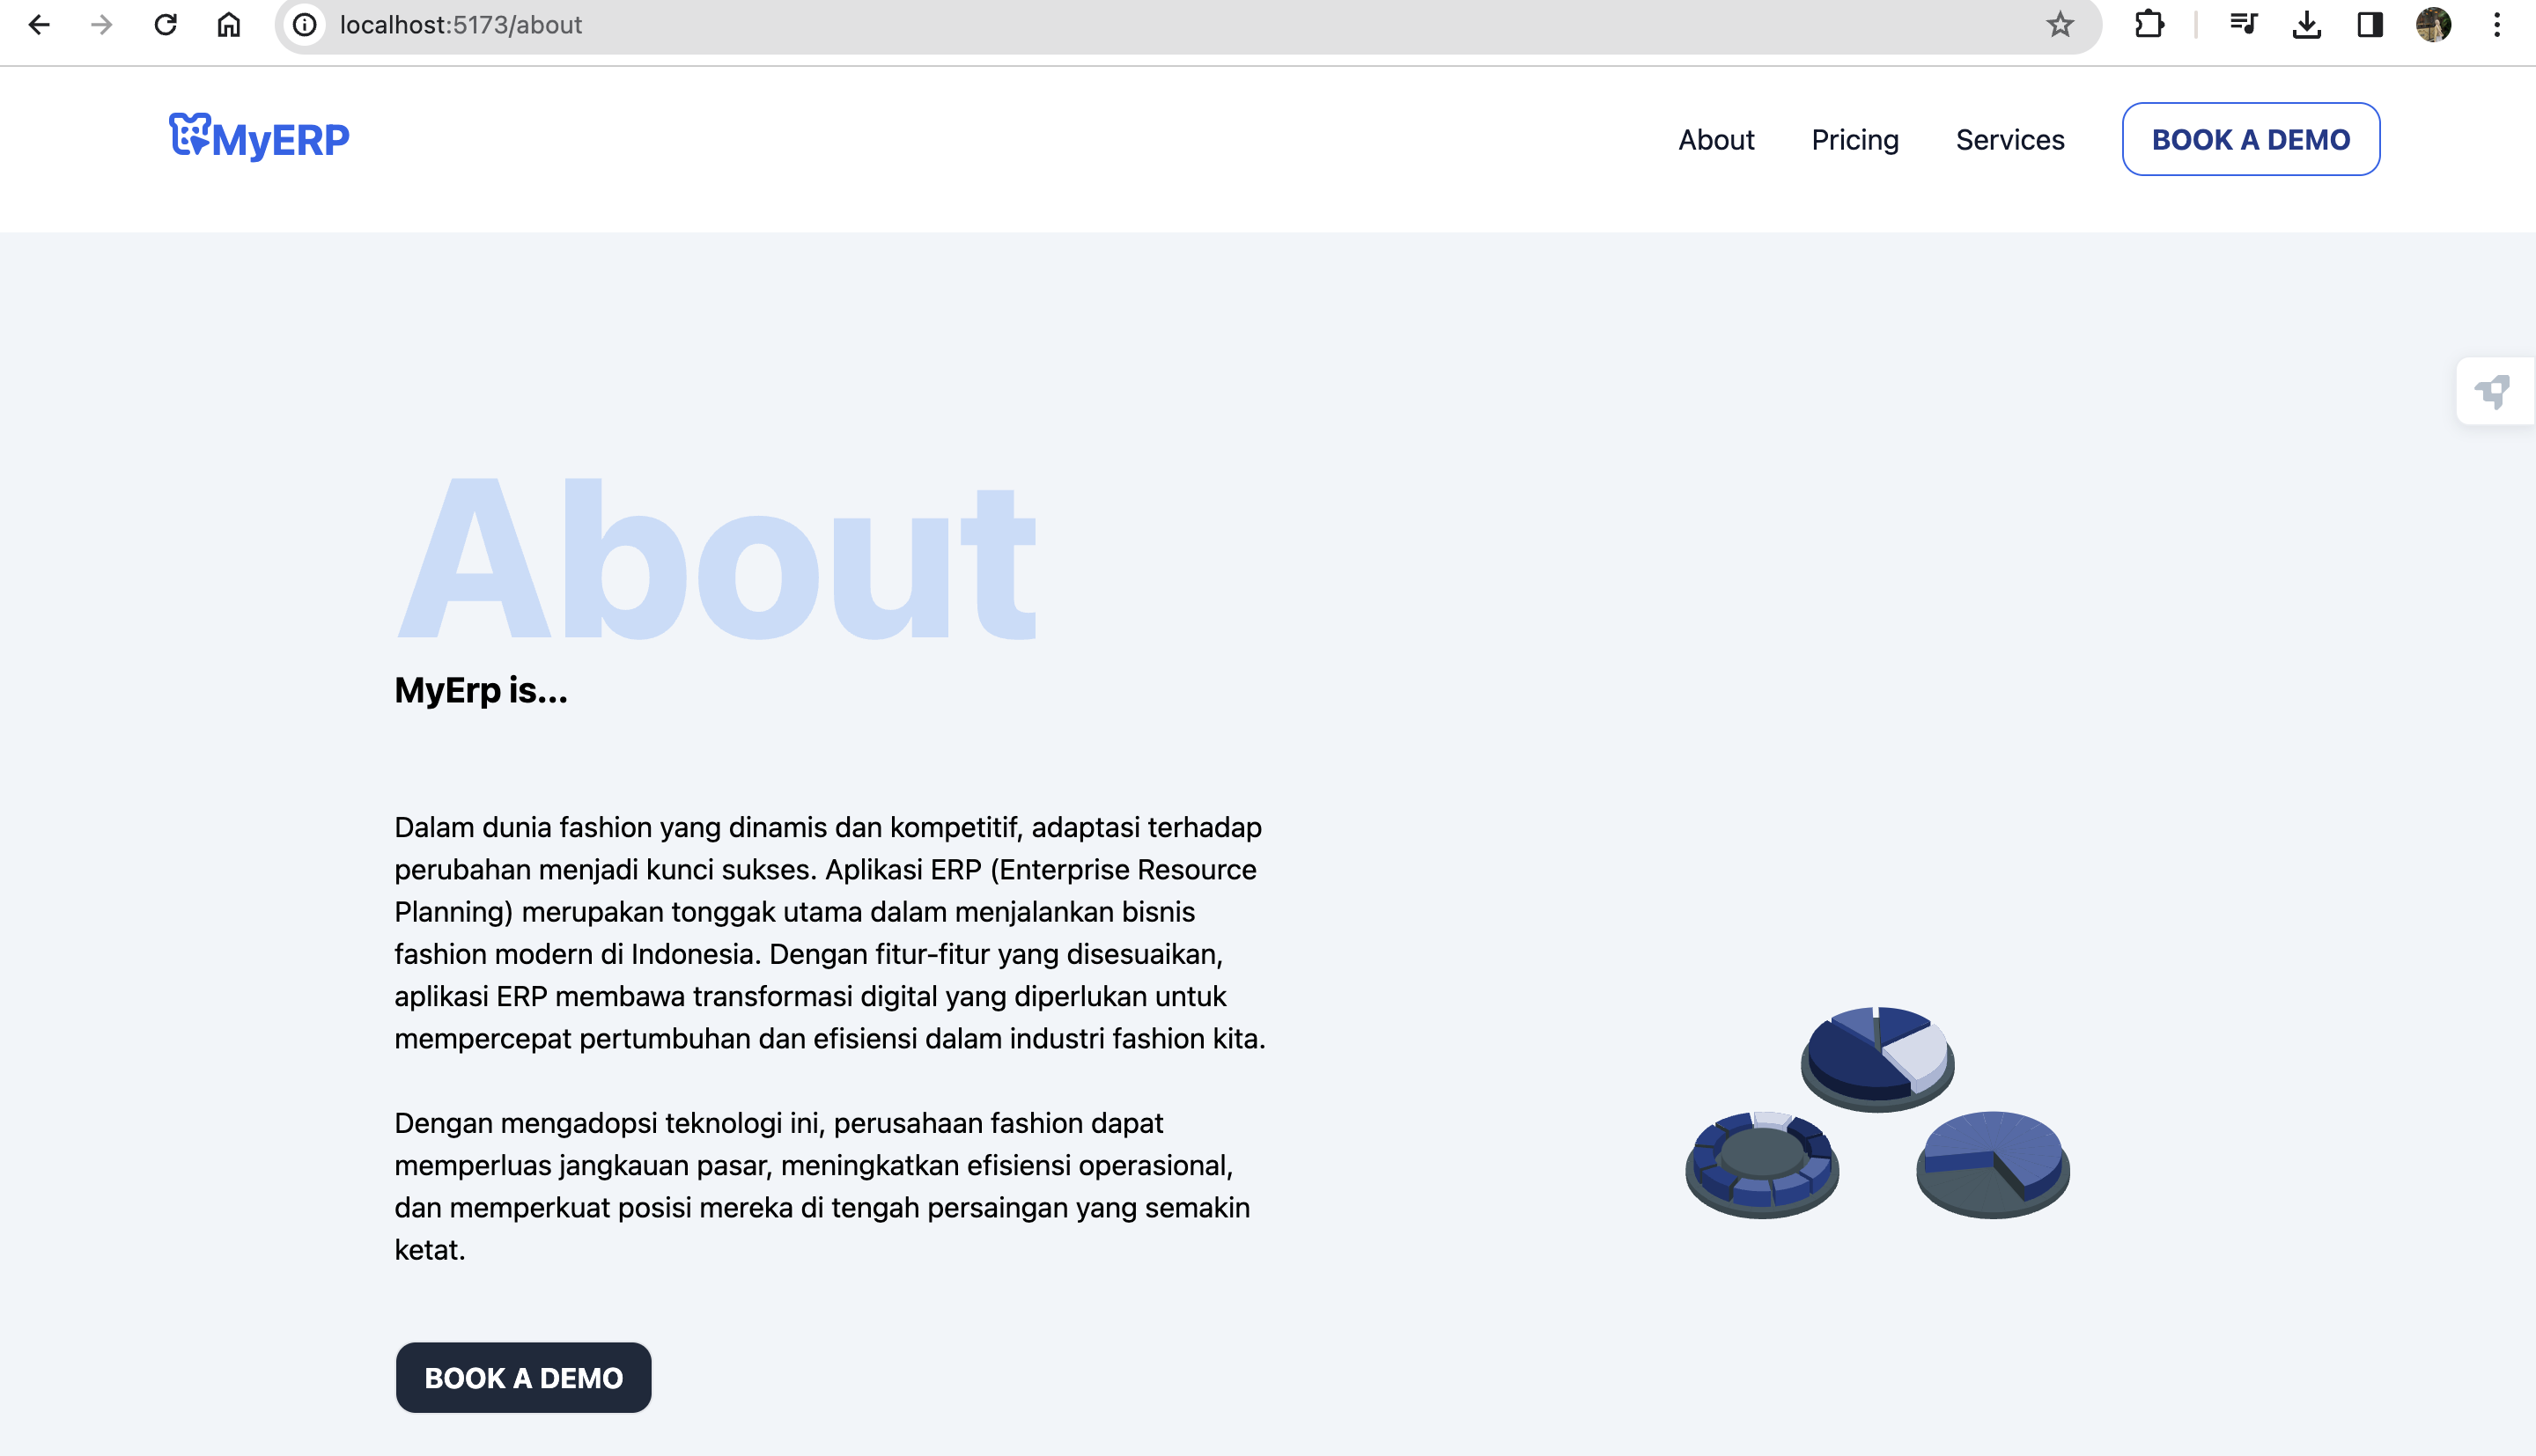 localhost:5173/about
MyERP
About
Pricing
Services
BOOK A DEMO
About
MyErp is...
Dalam dunia fashion yang dinamis dan kompetitif, adaptasi terhadap
perubahan menjadi kunci sukses. Aplikasi ERP (Enterprise Resource
Planning) merupakan tonggak utama dalam menjalankan bisnis
fashion modern di Indonesia. Dengan fitur-fitur yang disesuaikan,
aplikasi ERP membawa transformasi digital yang diperlukan untuk
mempercepat pertumbuhan dan efisiensi dalam industri fashion kita.
Dengan mengadopsi teknologi ini, perusahaan fashion dapat
memperluas jangkauan pasar, meningkatkan efisiensi operasional,
dan memperkuat posisi mereka di tengah persaingan yang semakin
ketat.
BOOK A DEMO